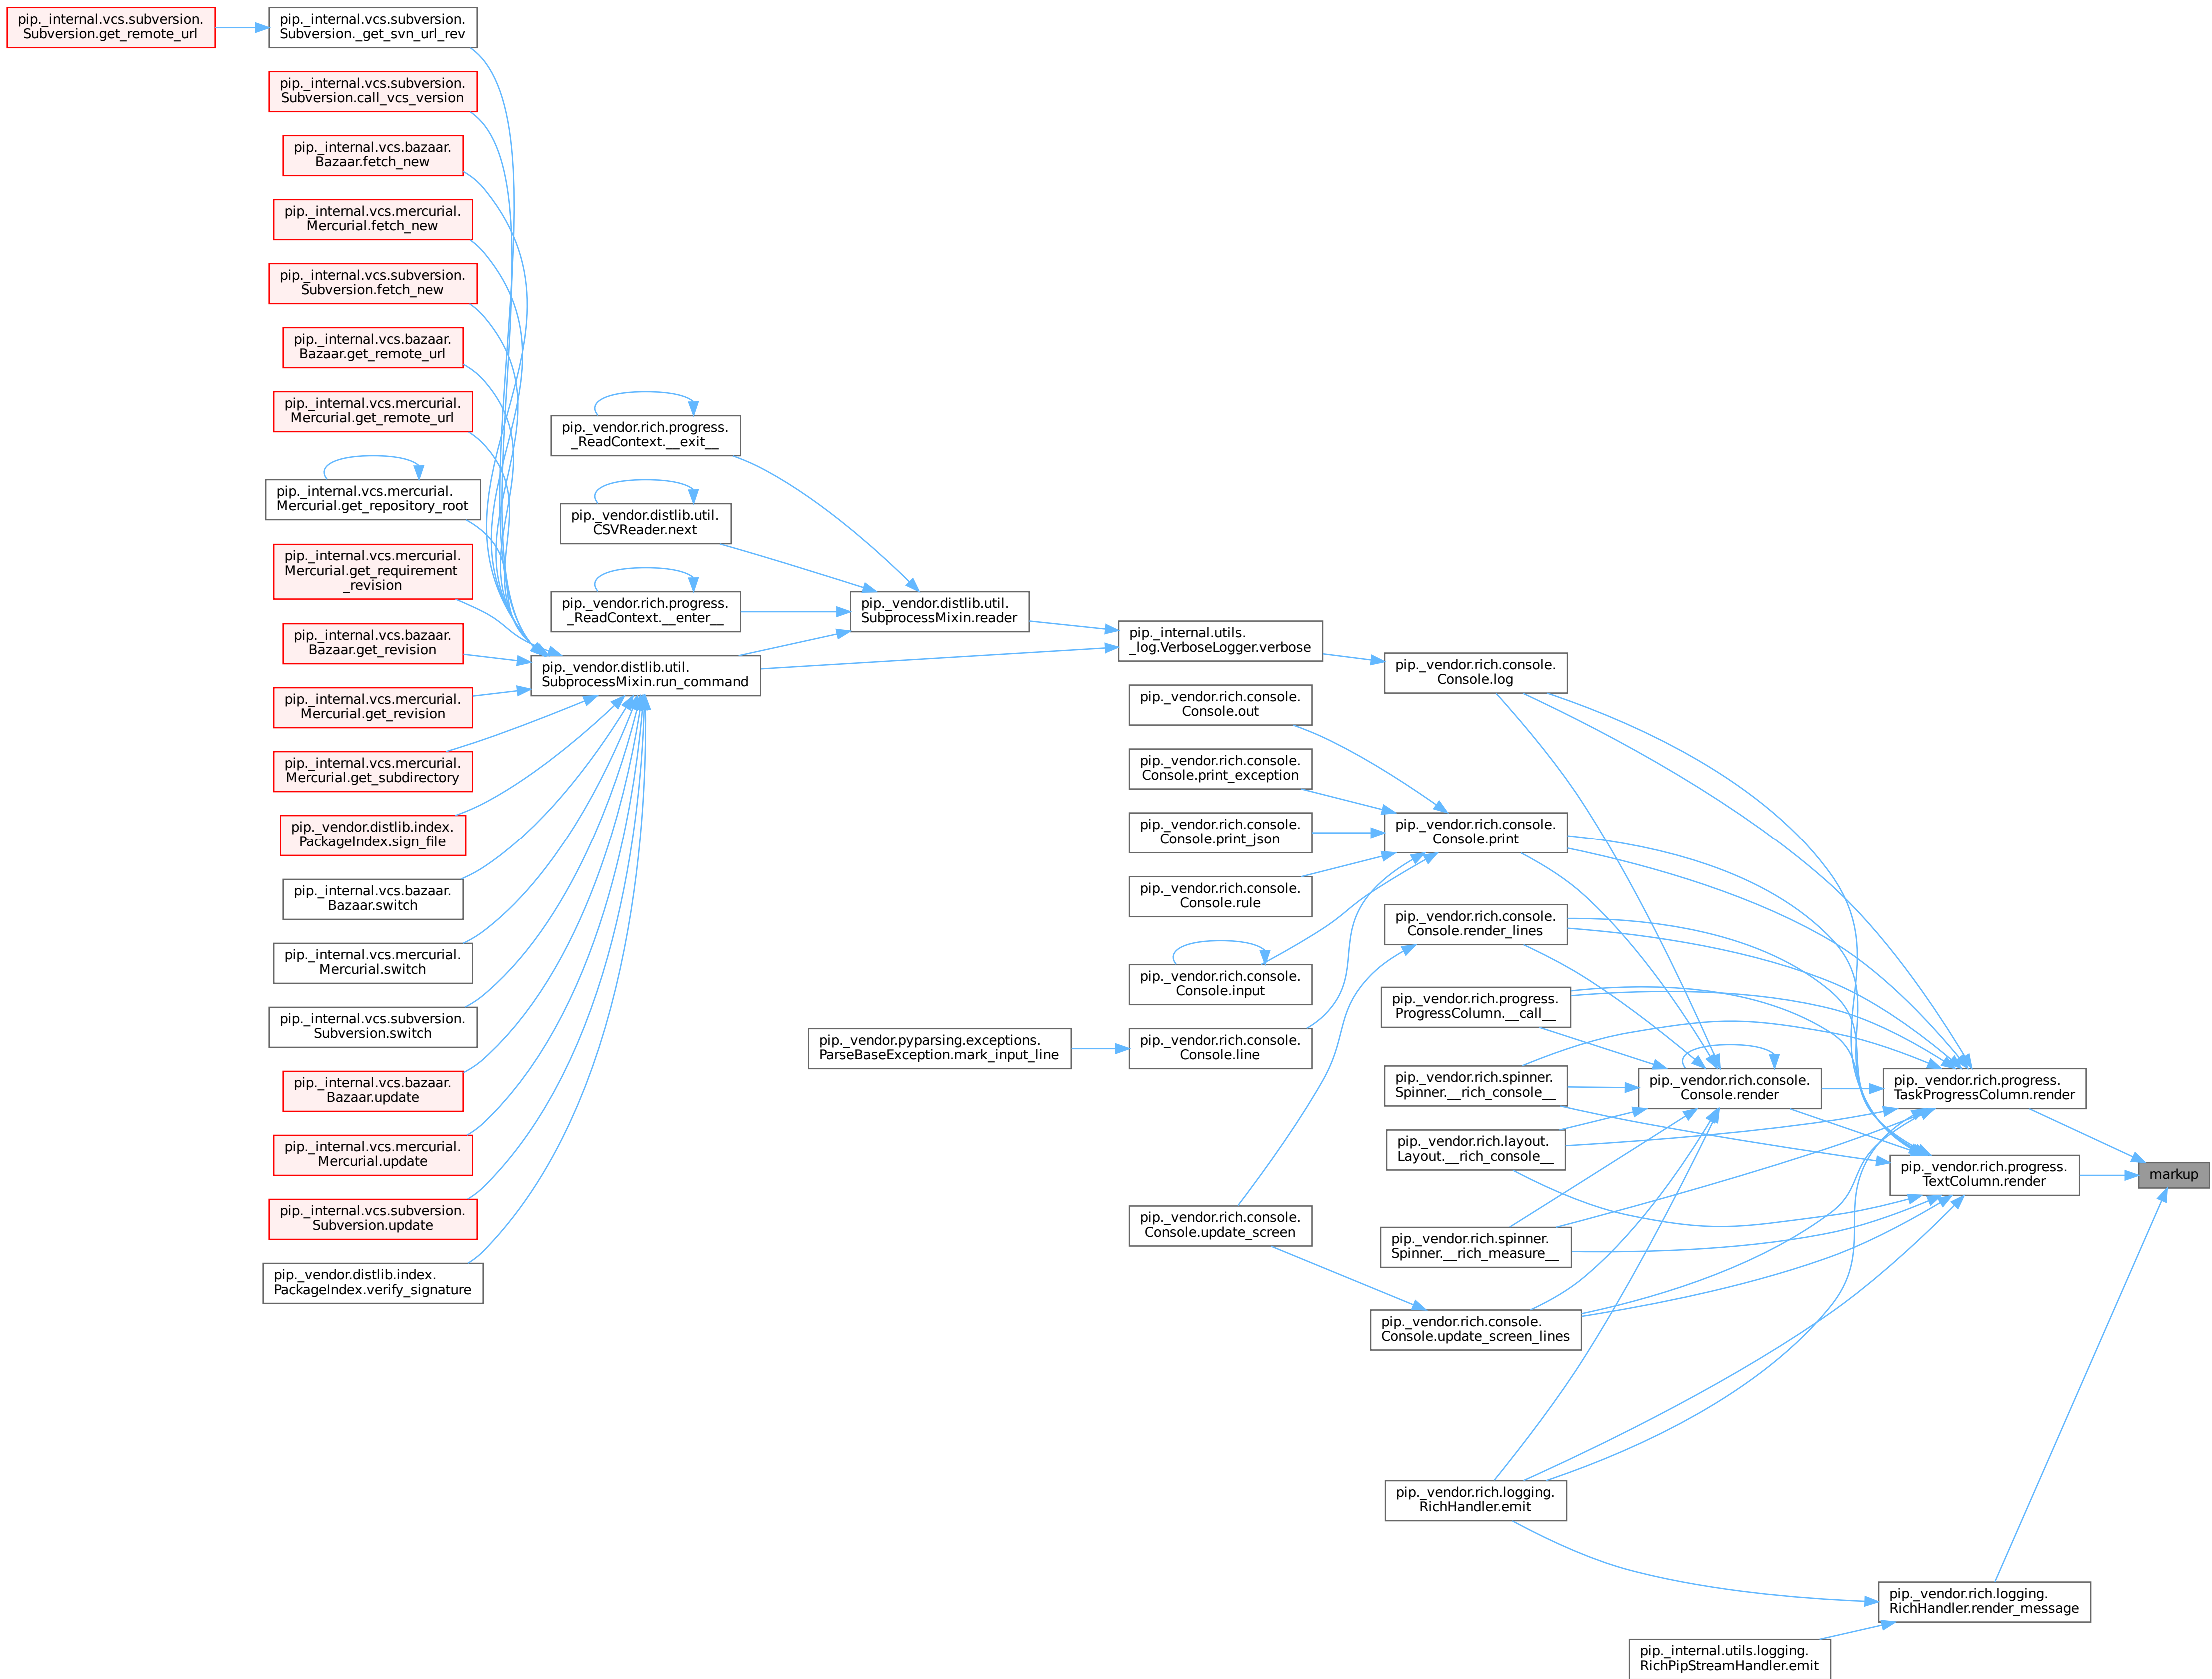 pip._internal.vcs.subversion.
Subversion.get_remote_url
pip._internal.vcs.subversion.
Subversion._get_svn_url_rev
pip._internal.vcs.subversion.
Subversion.call_vcs_version
pip._internal.vcs.bazaar.
Bazaar.fetch_new
pip._internal.vcs.mercurial.
Mercurial.fetch_new
pip._internal.vcs.subversion.
Subversion.fetch_new
pip._internal.vcs.bazaar.
Bazaar.get_remote_url
pip._internal.vcs.mercurial.
Mercurial.get_remote_url
pip._internal.vcs.mercurial.
Mercurial.get_repository_root
pip._internal.vcs.mercurial.
Mercurial.get_requirement
_revision
pip._internal.vcs.bazaar.
Bazaar.get_revision
pip._internal.vcs.mercurial.
Mercurial.get_revision
pip._internal.vcs.mercurial.
Mercurial.get_subdirectory
pip._vendor.distlib.index.
PackageIndex.sign_file
pip._internal.vcs.bazaar.
Bazaar.switch
pip._internal.vcs.mercurial.
Mercurial.switch
pip._internal.vcs.subversion.
Subversion.switch
pip._internal.vcs.bazaar.
Bazaar.update
pip._internal.vcs.mercurial.
Mercurial.update
pip._internal.vcs.subversion.
Subversion.update
pip._vendor.distlib.index.
PackageIndex.verify_signature
pip._vendor.rich.progress.
_ReadContext.__exit__
pip._vendor.distlib.util.
CSVReader.next
pip._vendor.rich.progress.
_ReadContext.__enter__
pip._vendor.distlib.util.
SubprocessMixin.run_command
pip._vendor.distlib.util.
SubprocessMixin.reader
pip._vendor.pyparsing.exceptions.
ParseBaseException.mark_input_line
pip._internal.utils.
_log.VerboseLogger.verbose
pip._vendor.rich.console.
Console.out
pip._vendor.rich.console.
Console.print_exception
pip._vendor.rich.console.
Console.print_json
pip._vendor.rich.console.
Console.rule
pip._vendor.rich.console.
Console.input
pip._vendor.rich.console.
Console.line
pip._vendor.rich.console.
Console.update_screen
pip._vendor.rich.console.
Console.log
pip._vendor.rich.console.
Console.print
pip._vendor.rich.console.
Console.render_lines
pip._vendor.rich.progress.
ProgressColumn.__call__
pip._vendor.rich.spinner.
Spinner.__rich_console__
pip._vendor.rich.layout.
Layout.__rich_console__
pip._vendor.rich.spinner.
Spinner.__rich_measure__
pip._vendor.rich.console.
Console.update_screen_lines
pip._vendor.rich.logging.
RichHandler.emit
pip._vendor.rich.console.
Console.render
pip._vendor.rich.progress.
TaskProgressColumn.render
pip._vendor.rich.progress.
TextColumn.render
markup
pip._vendor.rich.logging.
RichHandler.render_message
pip._internal.utils.logging.
RichPipStreamHandler.emit